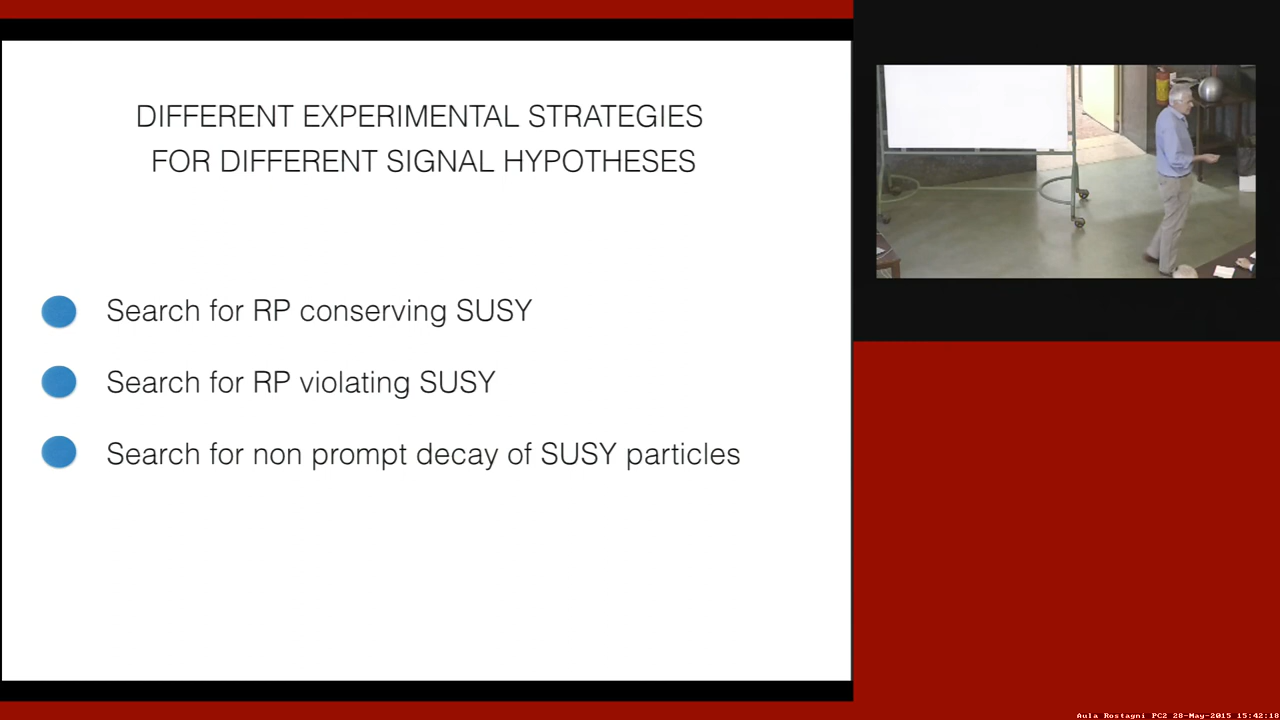 DIFFERENT EXPERIMENTAL STRATEGIES
FOR DIFFERENT SIGNAL HYPOTHESES
Search for RP conserving SUSY
Search for RP violating SUSY
Search for non prompt decay of SUSY particles
Aula Rostagni PC2 28-May-2015 15:42:18